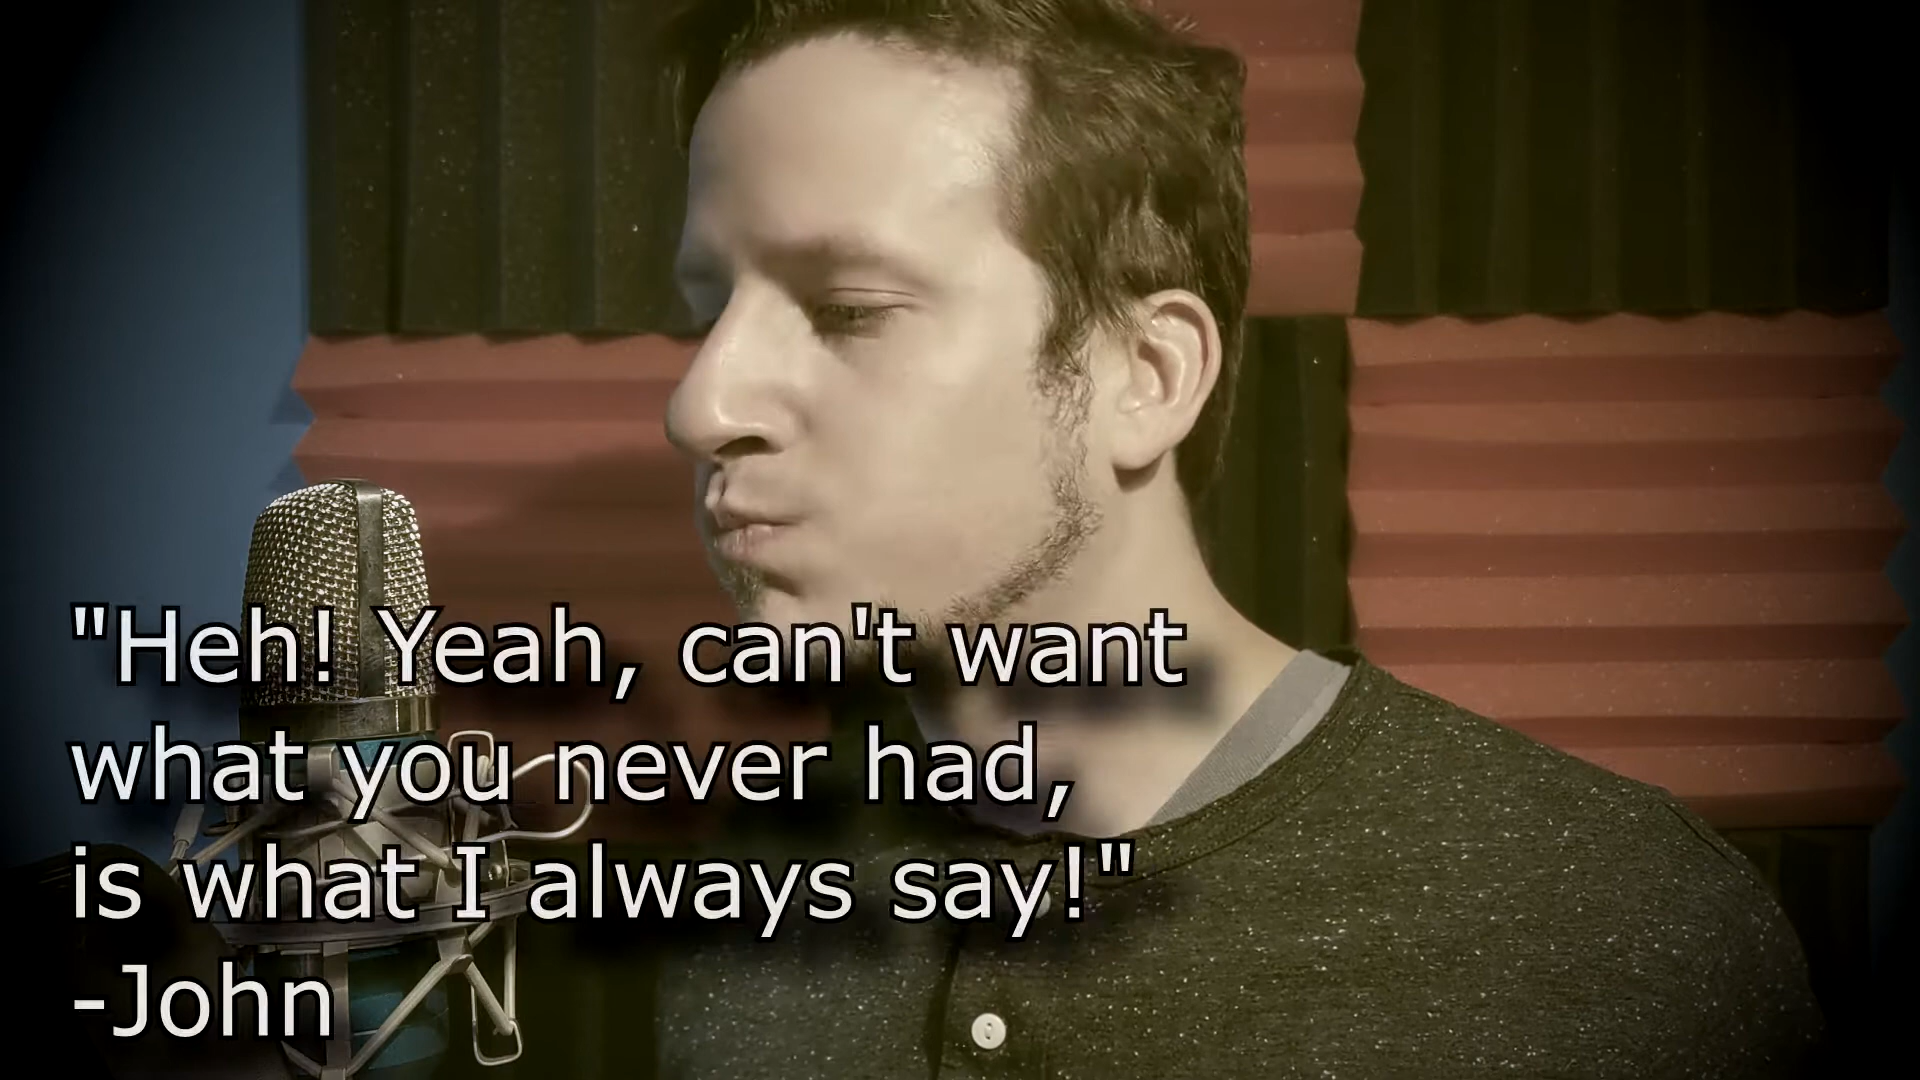 "Heh! Yeah, can't want
what you never had,
is what I always say!"
-John